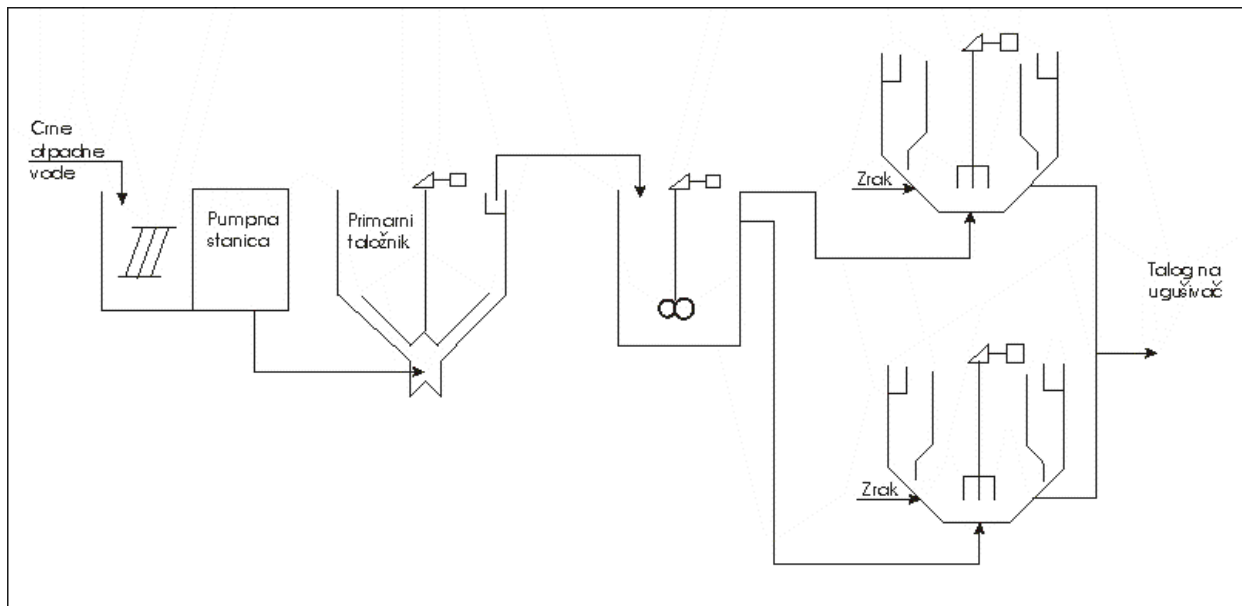 Crne
otpadne
vode
Pumpna
stanica
Primarni
taložnik
Zrak
Talog na
ugušivač
Zrak